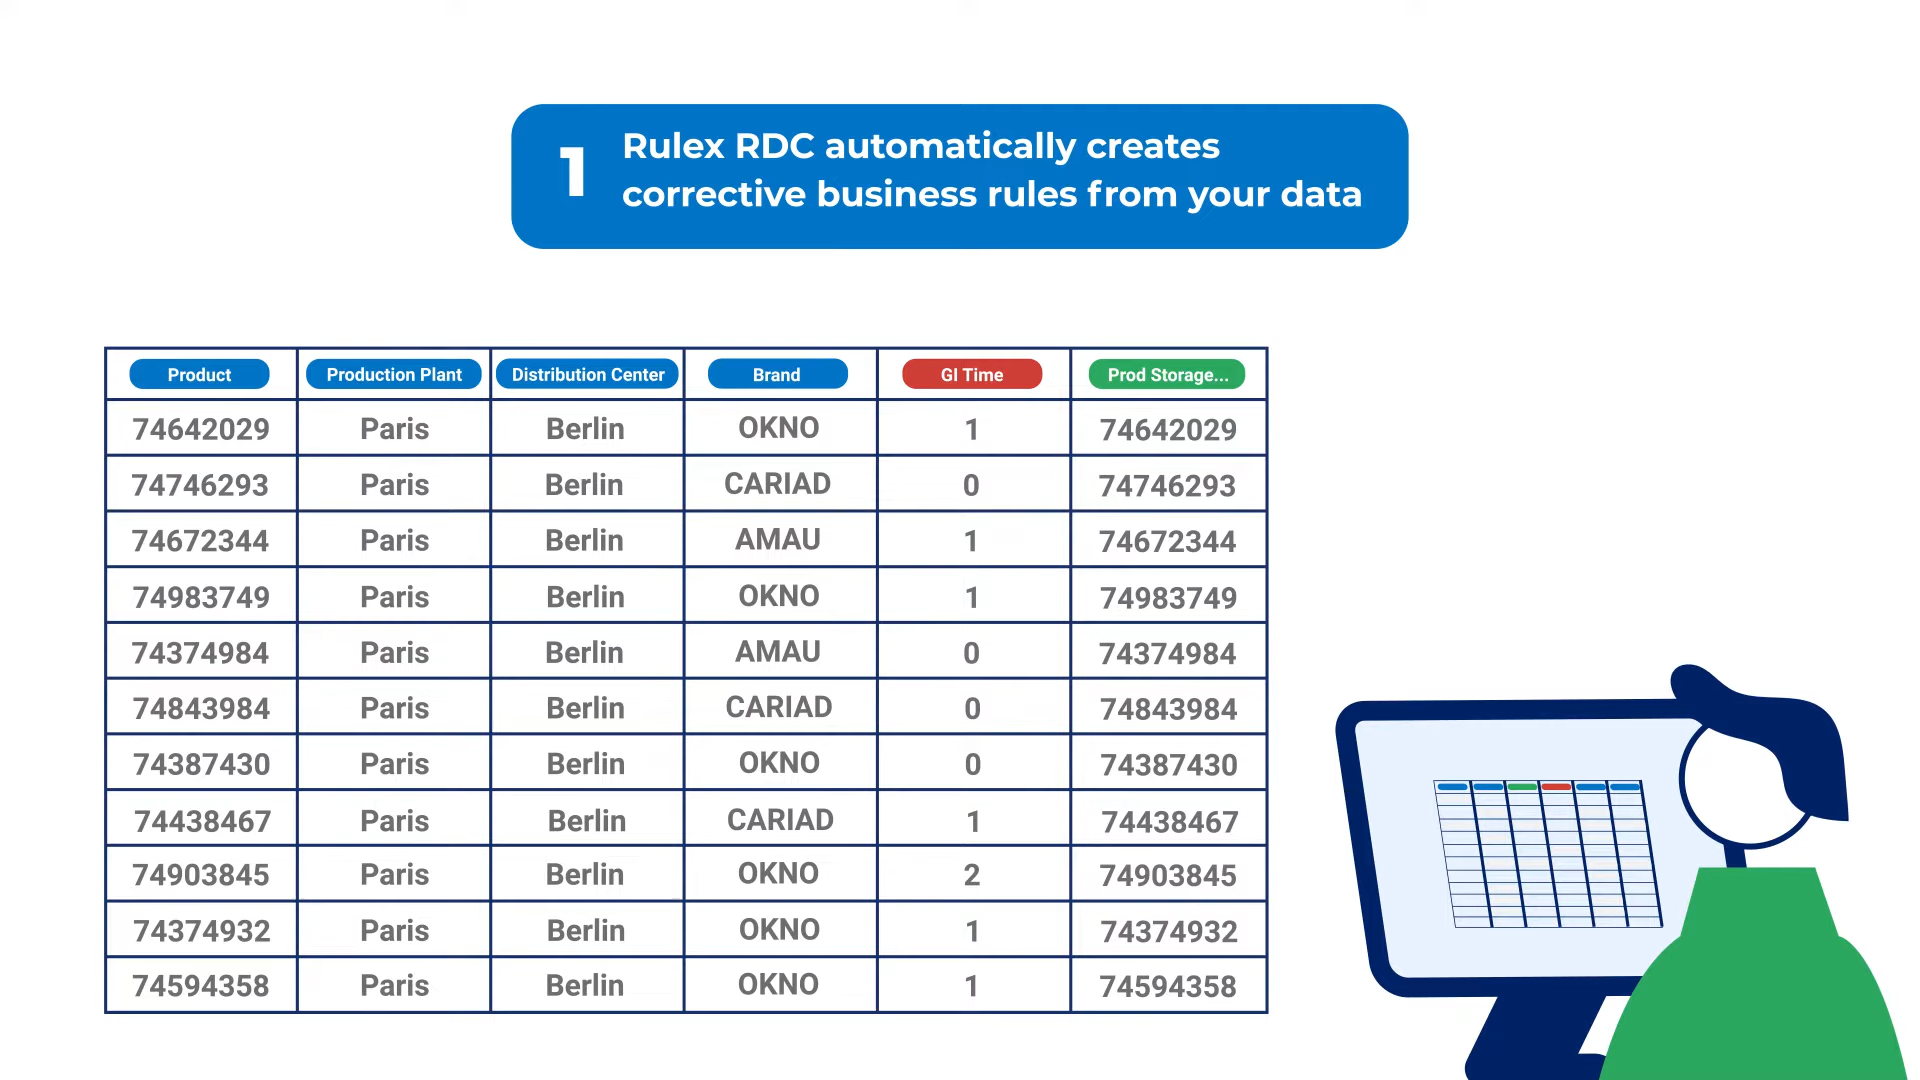 1
Rulex RDC automatically creates
corrective business rules from your data
Product Production Plant Distribution Center Brand GI Time Prod Storage...
74642029 Paris Berlin OKNO 1 74642029
74746293 Paris Berlin CARIAD 0 74746293
74672344 Paris Berlin AMAU 1 74672344
74983749 Paris Berlin OKNO 1 74983749
74374984 Paris Berlin AMAU 0 74374984
74843984 Paris Berlin CARIAD 0 74843984
74387430 Paris Berlin OKNO 0 74387430
74438467 Paris Berlin CARIAD 1 74438467
74903845 Paris Berlin OKNO 2 74903845
74374932 Paris Berlin OKNO 1 74374932
74594358 Paris Berlin OKNO 1 74594358